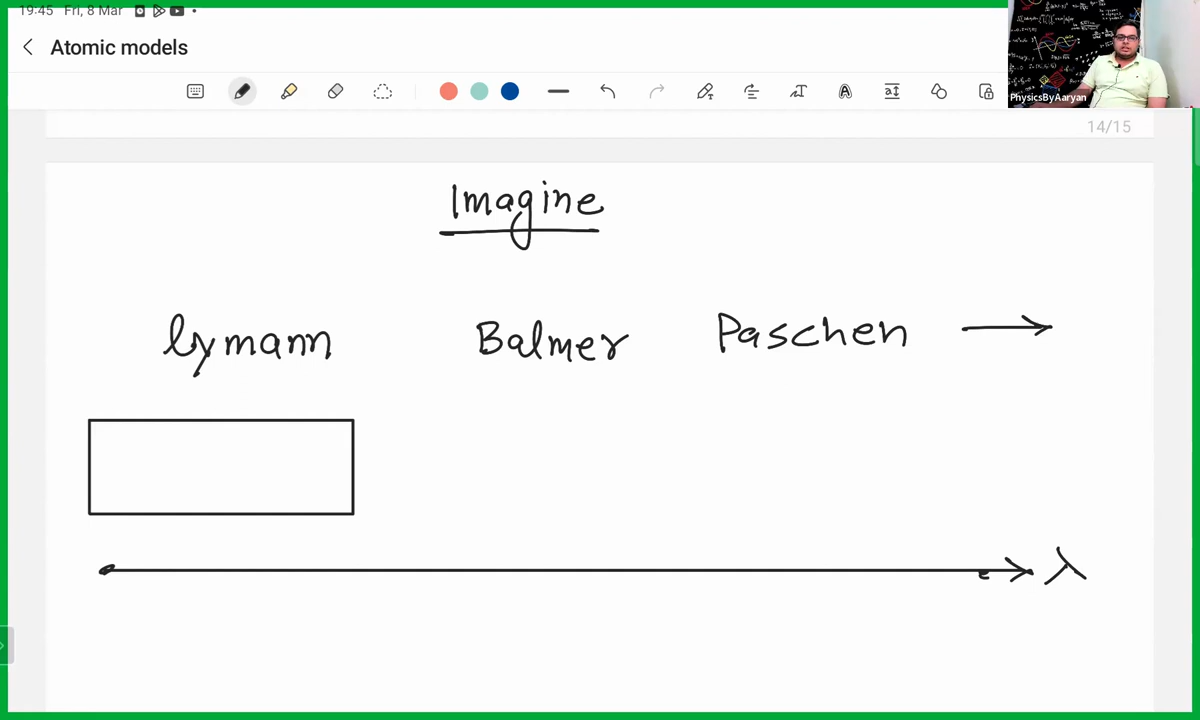 19:45 Fri, 8 Mar
Atomic models
PhysicsByAaryan
14/15
Imagine
lymann Balmer Paschen →
λ